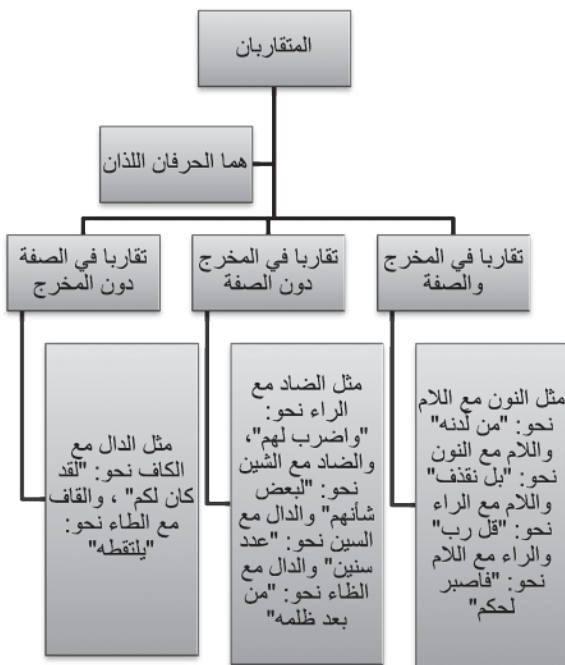 المتقاربان
هما الحرفان اللذان
تقاربا في المخرج
والصفة
تقاربا في المخرج
دون الصفة
تقاربا في الصفة
دون المخرج
مثل النون مع اللام
نحو: "من لدنه"
واللام مع النون
نحو: "بل نقذف"
واللام مع الراء
نحو: "قل رب"
والراء مع اللام
نحو: "فاصبر
لحكم"
مثل الضاد مع
الراء نحو:
"واضرب لهم"،
والضاد مع الشين
نحو: "لبعض
شأنهم" والدال مع
السين نحو: "عدد
سنين" والدال مع
الظاء نحو: "من
بعد ظلمه"
مثل الدال مع
الكاف نحو: "لقد
كان لكم" ، والقاف
مع الطاء نحو:
"يلتقطه"